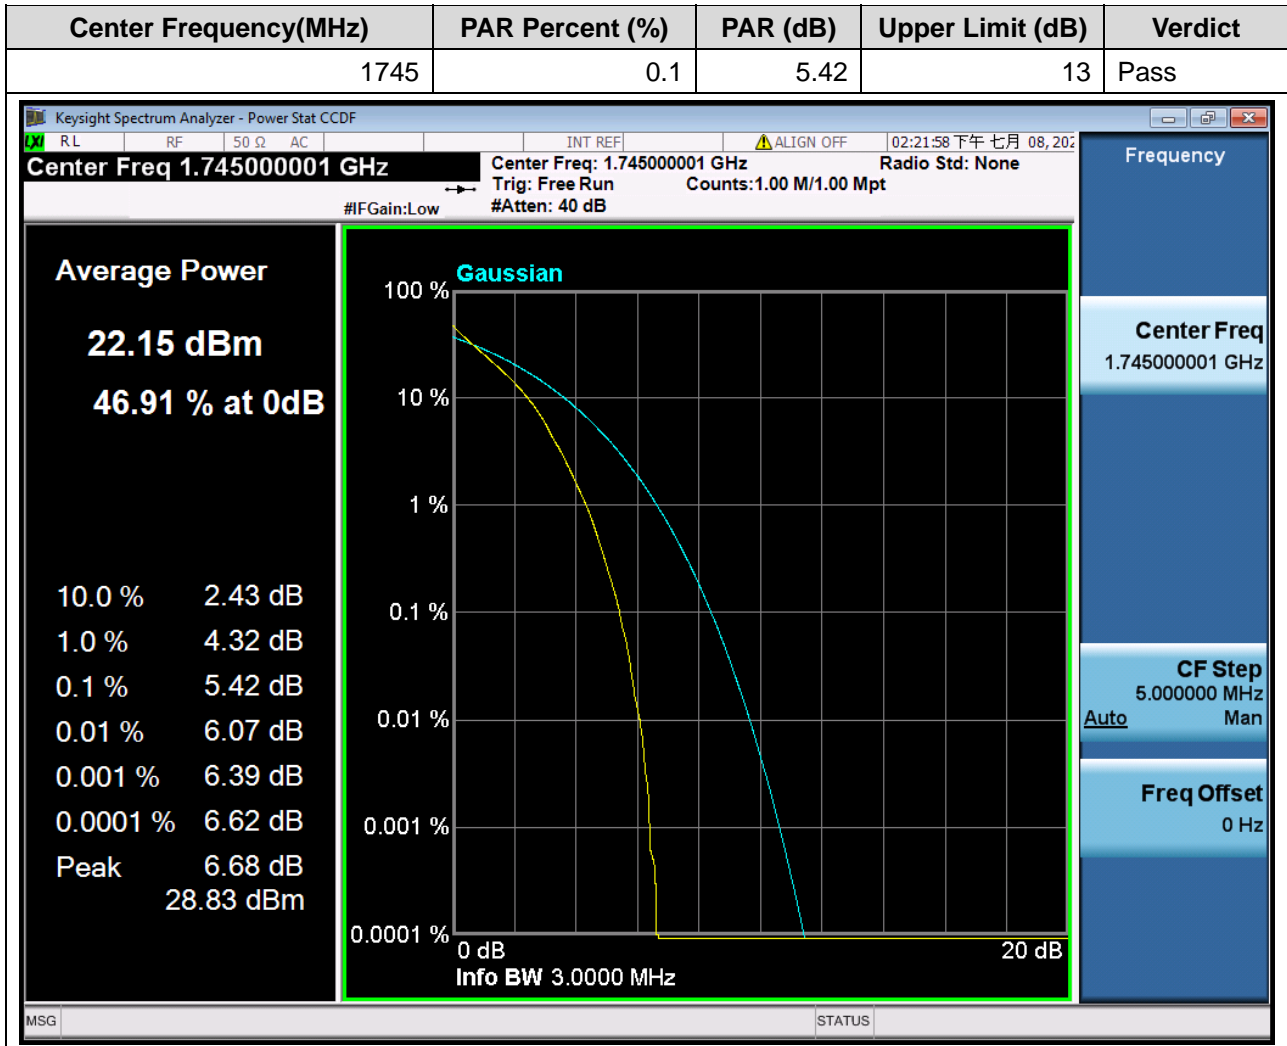 Center Frequency(MHz) PAR Percent (%) PAR (dB) Upper Limit (dB) Verdict
1745 0.1 5.42 13 Pass
Keysight Spectrum Analyzer - Power Stat CCDF
LXI RL RF 50 Ω AC INT REF ALIGN OFF 02:21:58 下午 七月 08, 202
Center Freq 1.745000001 GHz
Center Freq: 1.745000001 GHz Radio Std: None
Trig: Free Run Counts:1.00 M/1.00 Mpt
#IFGain:Low #Atten: 40 dB
Frequency
Average Power
22.15 dBm
46.91 % at 0dB
10.0 % 2.43 dB
1.0 % 4.32 dB
0.1 % 5.42 dB
0.01 % 6.07 dB
0.001 % 6.39 dB
0.0001 % 6.62 dB
Peak 6.68 dB
28.83 dBm
Gaussian
100 %
10 %
1 %
0.1 %
0.01 %
0.001 %
0.0001 %
0 dB 20 dB
Info BW 3.0000 MHz
Center Freq
1.745000001 GHz
CF Step
5.000000 MHz
Auto Man
Freq Offset
0 Hz
MSG STATUS